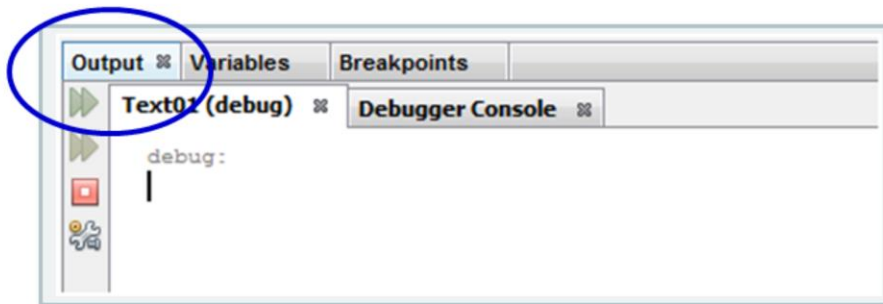 Output Variables Breakpoints
Text01 (debug) Debugger Console
debug: